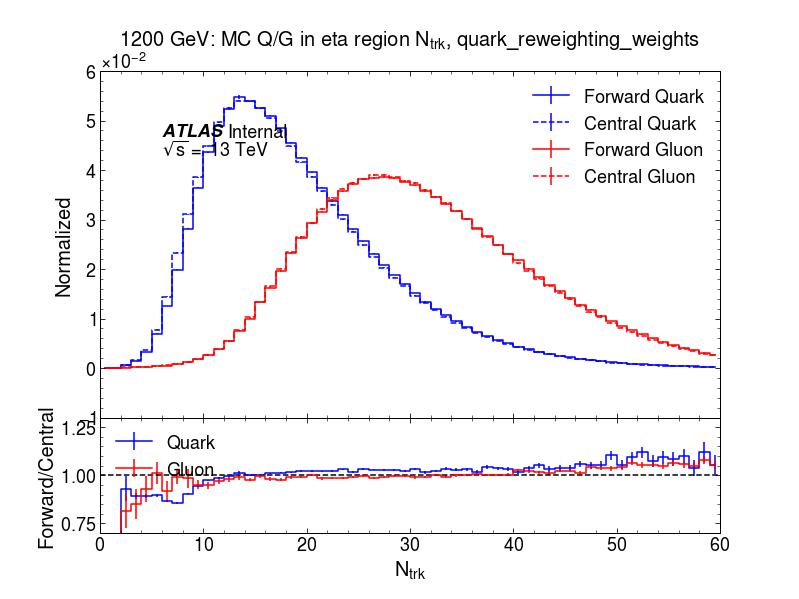 1200 GeV: MC Q/G in eta region N_trk, quark_reweighting_weights
×10⁻²
6
5
4
3
2
1
0
−1
Normalized
ATLAS Internal
√s = 13 TeV
Forward Quark
Central Quark
Forward Gluon
Central Gluon
1.25
1.00
0.75
Forward/Central
Quark
Gluon
0 10 20 30 40 50 60
N_trk